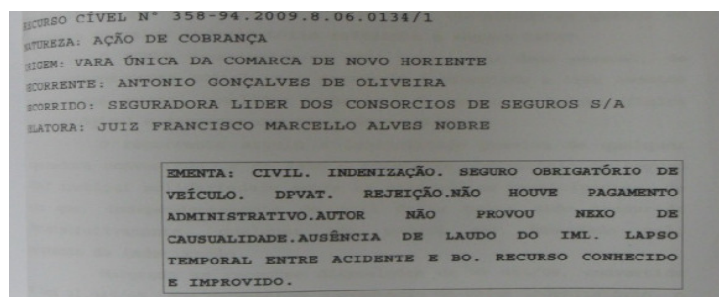 RECURSO CÍVEL N° 358-94.2009.8.06.0134/1
NATUREZA: AÇÃO DE COBRANÇA
ORIGEM: VARA ÚNICA DA COMARCA DE NOVO HORIENTE
RECORRENTE: ANTONIO GONÇALVES DE OLIVEIRA
RECORRIDO: SEGURADORA LIDER DOS CONSORCIOS DE SEGUROS S/A
RELATORA: JUIZ FRANCISCO MARCELLO ALVES NOBRE
EMENTA: CIVIL. INDENIZAÇÃO. SEGURO OBRIGATÓRIO DE
VEÍCULO. DPVAT. REJEIÇÃO.NÃO HOUVE PAGAMENTO
ADMINISTRATIVO.AUTOR NÃO PROVOU NEXO DE
CAUSUALIDADE.AUSÊNCIA DE LAUDO DO IML. LAPSO
TEMPORAL ENTRE ACIDENTE E BO. RECURSO CONHECIDO
E IMPROVIDO.